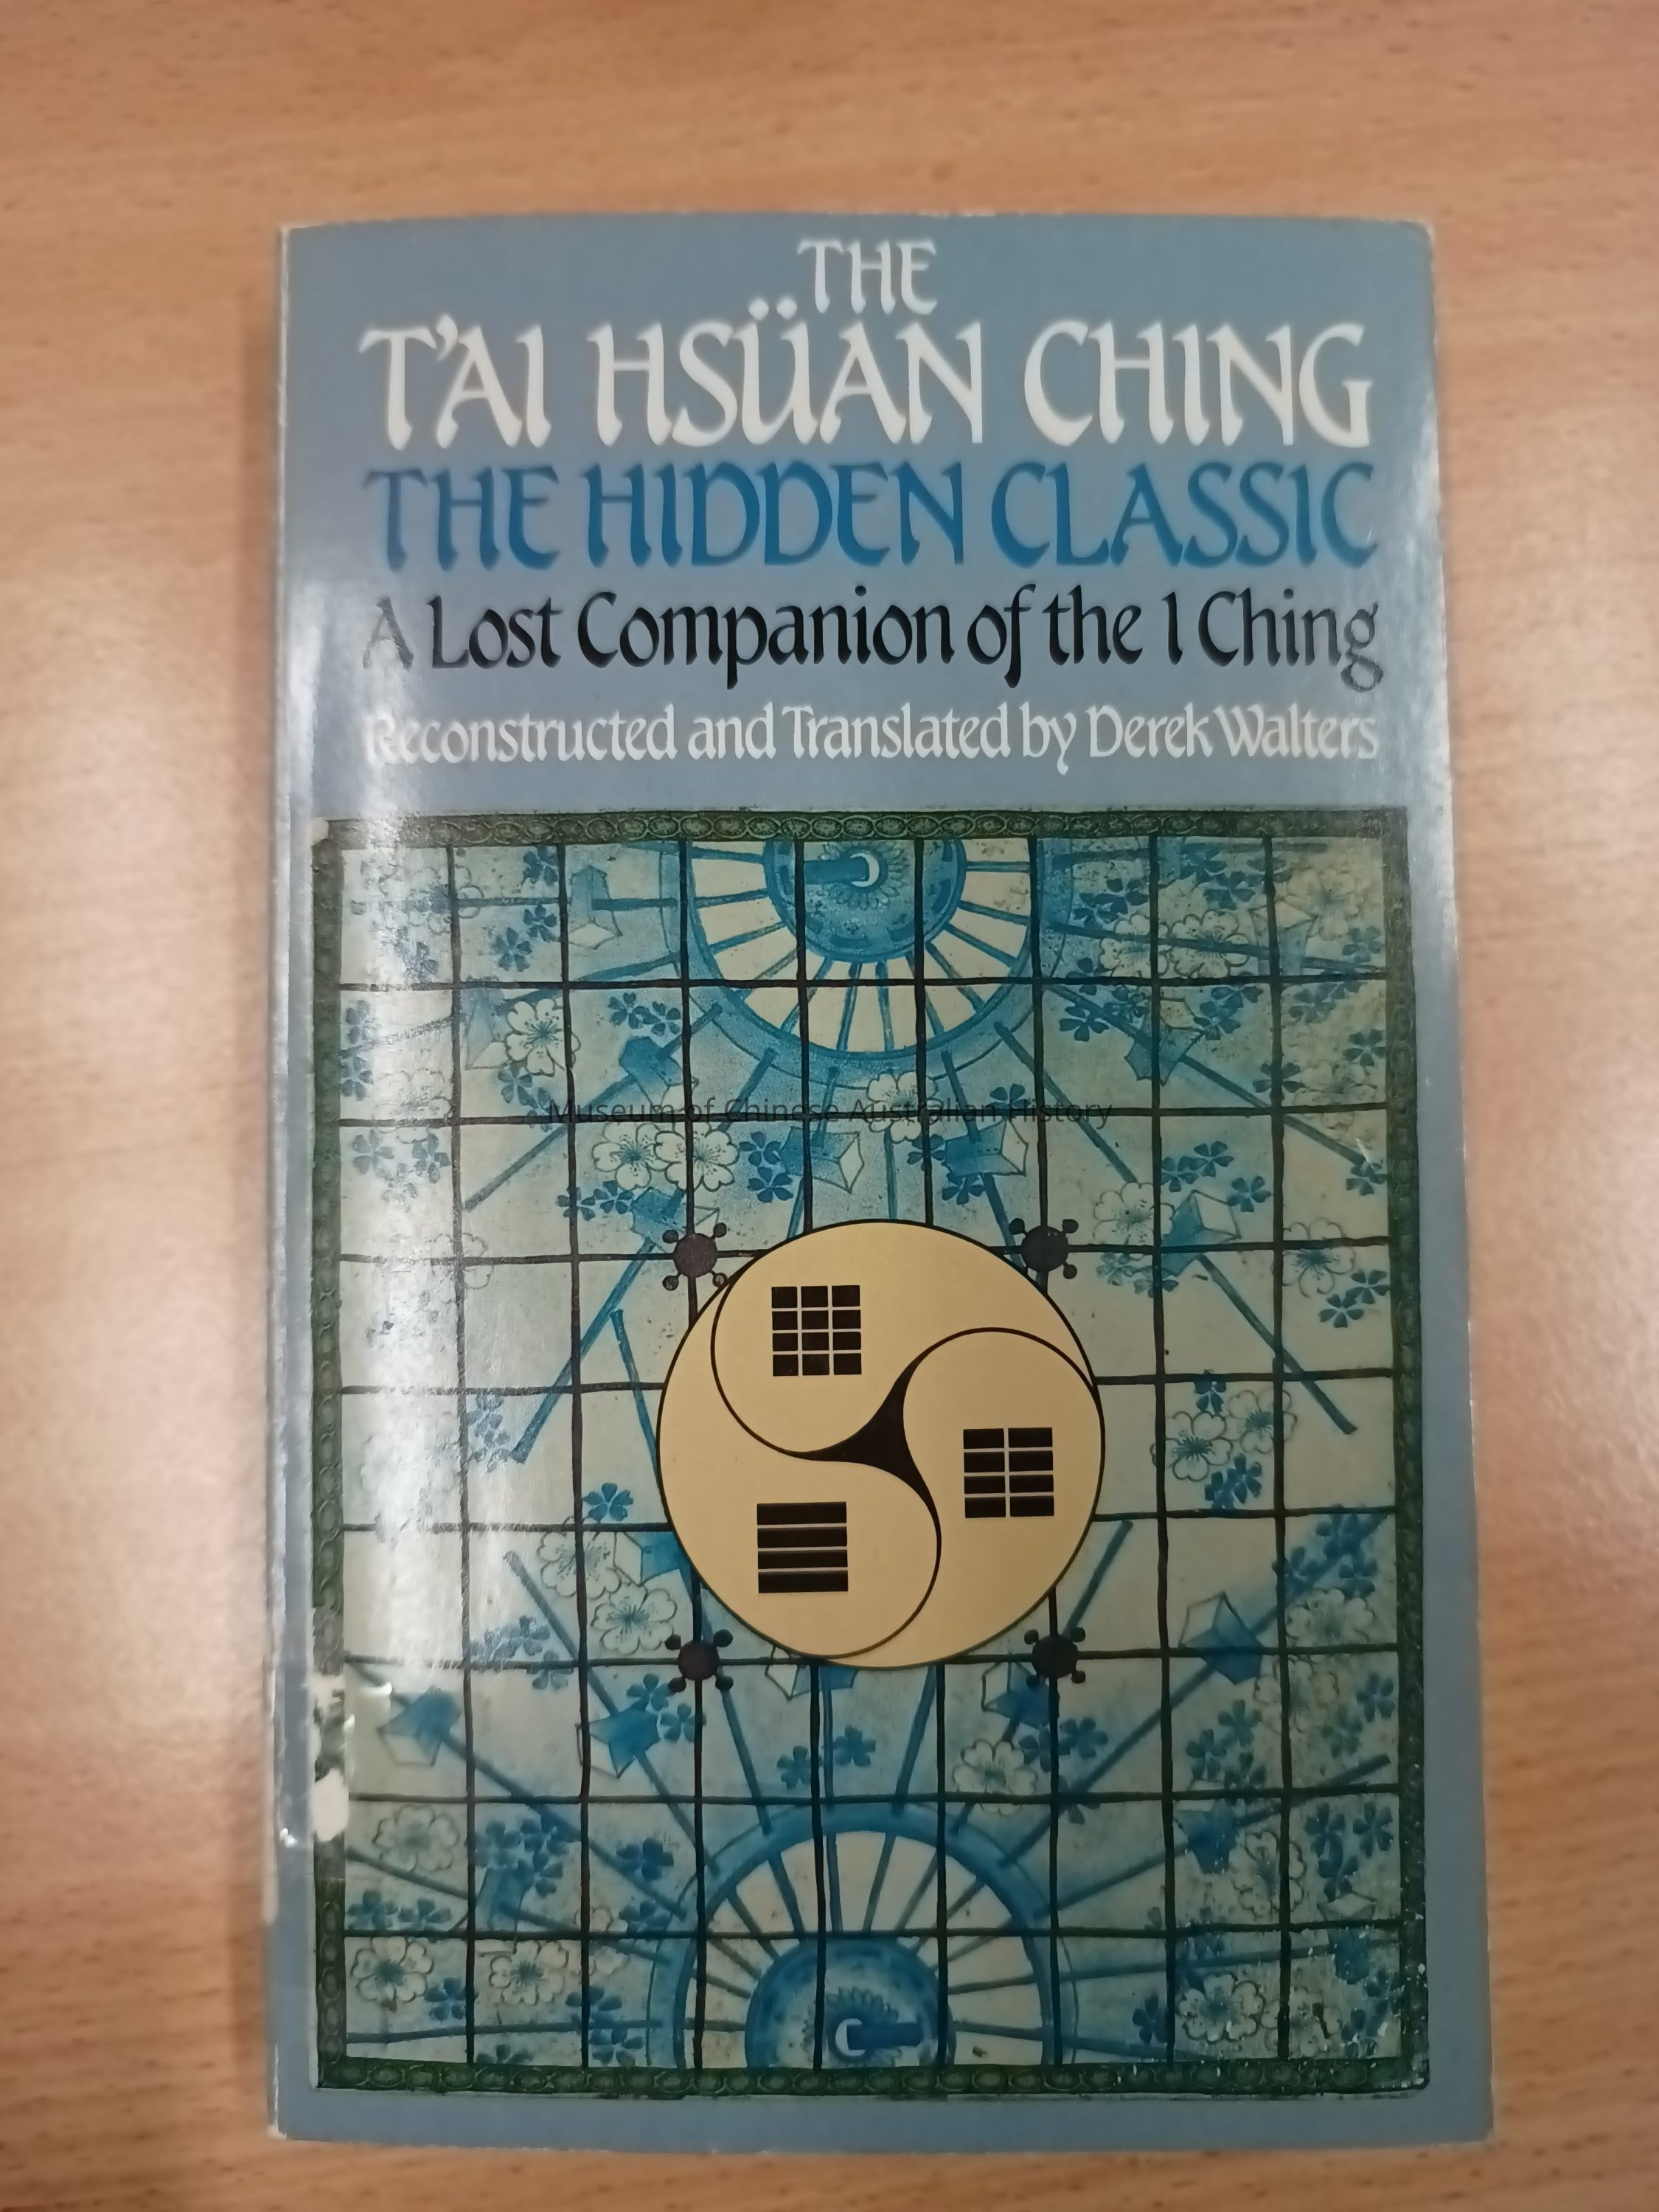 THE
T'AI HSÜAN CHING
THE HIDDEN CLASSIC
A Lost Companion of the I Ching
Reconstructed and Translated by Derek Walters
Museum of Chinese Australian History